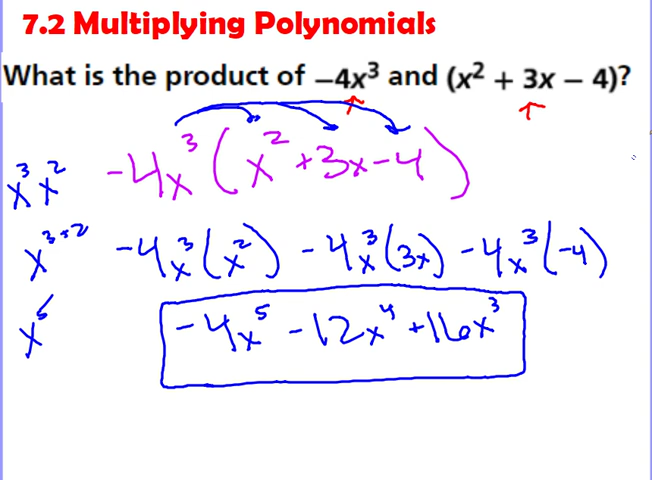 7.2 Multiplying Polynomials
What is the product of −4x³ and (x² + 3x − 4)?
-4x³(x² + 3x - 4)
x³x²
x³⁺² -4x³(x²) - 4x³(3x) - 4x³(-4)
x⁵ -4x⁵ - 12x⁴ + 16x³